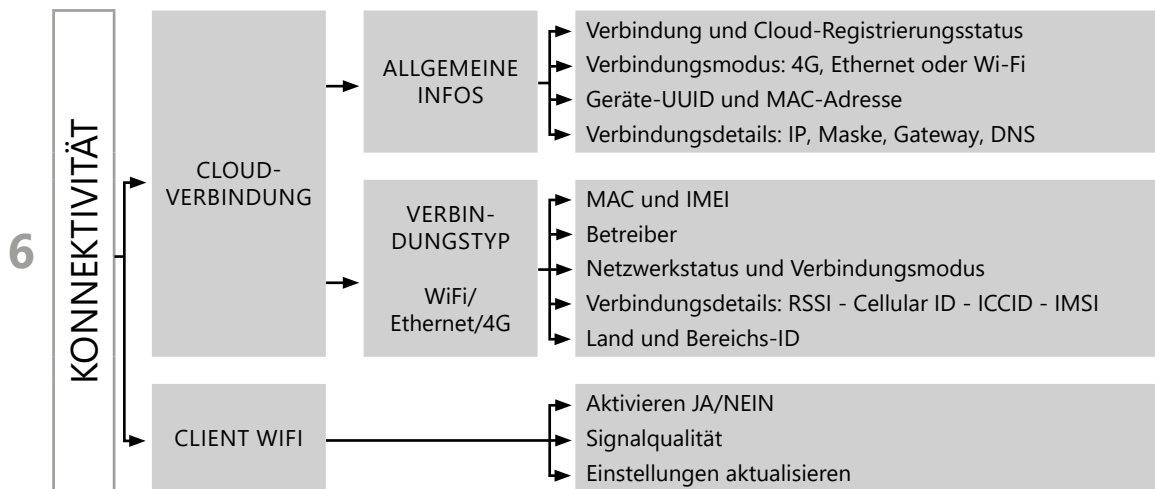 6
KONNEKTIVITÄT
CLOUD-
VERBINDUNG
ALLGEMEINE
INFOS
Verbindung und Cloud-Registrierungsstatus
Verbindungsmodus: 4G, Ethernet oder Wi-Fi
Geräte-UUID und MAC-Adresse
Verbindungsdetails: IP, Maske, Gateway, DNS
VERBIN-
DUNGSTYP
WiFi/
Ethernet/4G
MAC und IMEI
Betreiber
Netzwerkstatus und Verbindungsmodus
Verbindungsdetails: RSSI - Cellular ID - ICCID - IMSI
Land und Bereichs-ID
CLIENT WIFI
Aktivieren JA/NEIN
Signalqualität
Einstellungen aktualisieren